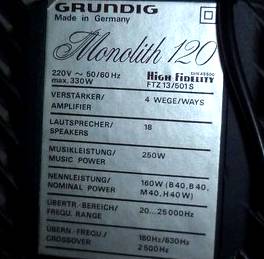 GRUNDIG
Made in Germany
Monolith 120
220V ~ 50/60 Hz
max. 330W
DIN 45500
HIGH FIDELITY
FTZ 13/501 S
VERSTÄRKER/
AMPLIFIER
4 WEGE/WAYS
LAUTSPRECHER/
SPEAKERS
18
MUSIKLEISTUNG/
MUSIC POWER
250W
NENNLEISTUNG/
NOMINAL POWER
160W (B40, B40,
M40, H40W)
ÜBERTR.-BEREICH/
FREQU. RANGE
20...25000Hz
ÜBERN.-FREQU./
CROSSOVER
180Hz/630Hz
2500Hz